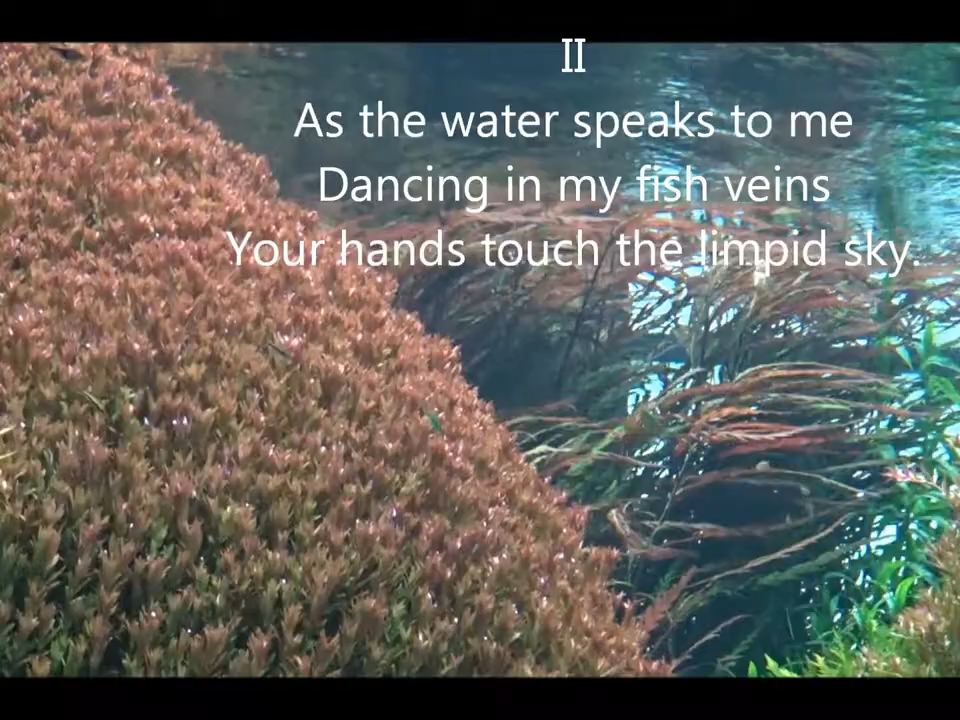 II
As the water speaks to me
Dancing in my fish veins
Your hands touch the limpid sky.